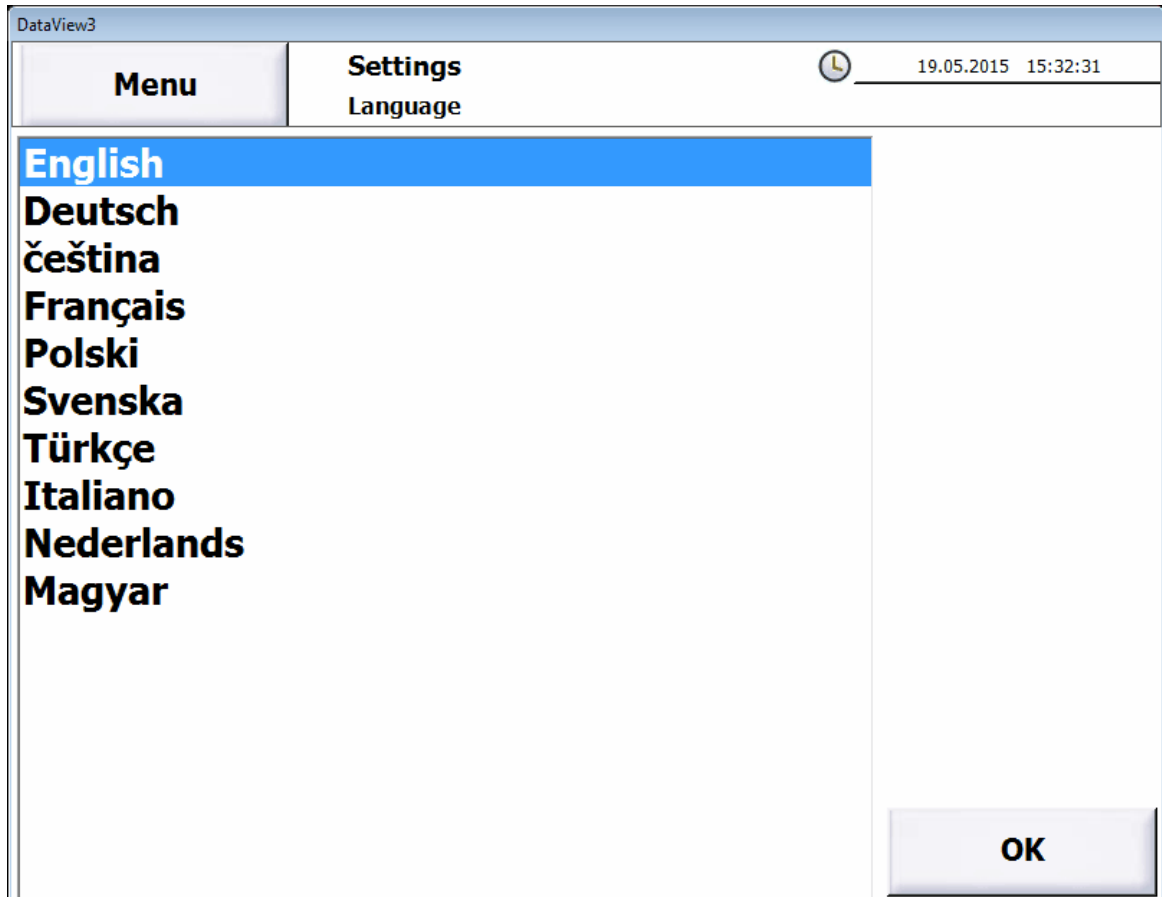 DataView3
Menu
Settings
19.05.2015 15:32:31
Language
English
Deutsch
čeština
Français
Polski
Svenska
Türkçe
Italiano
Nederlands
Magyar
OK